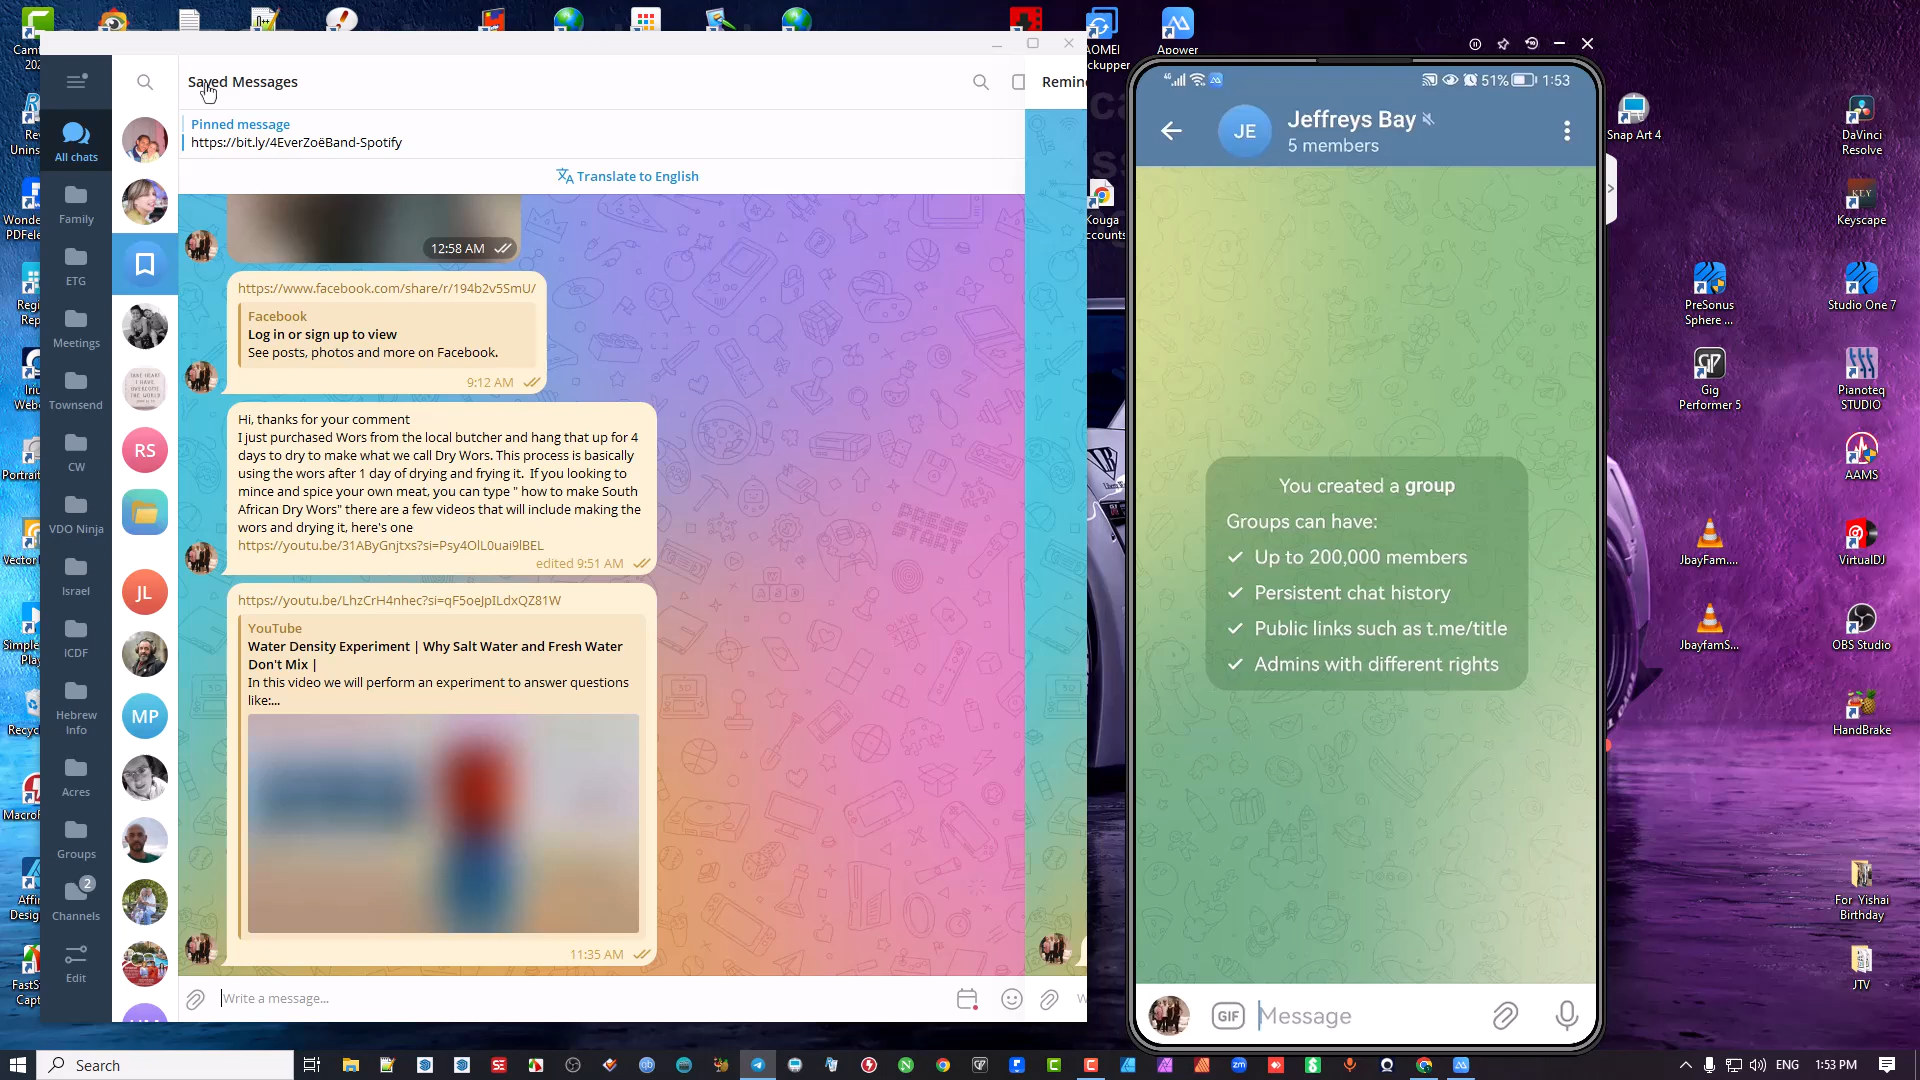 Camt
202
AOMEI
ckupper
Apower
Saved Messages
Remin
Pinned message
https://bit.ly/4EverZoëBand-Spotify
Translate to English
All chats
Family
ETG
Meetings
Townsend
CW
VDO Ninja
Israel
ICDF
Hebrew
Info
Acres
Groups
2
Channels
Edit
RS
JL
MP
12:58 AM
https://www.facebook.com/share/r/194b2v5SmU/
Facebook
Log in or sign up to view
See posts, photos and more on Facebook.
9:12 AM
Hi, thanks for your comment
I just purchased Wors from the local butcher and hang that up for 4
days to dry to make what we call Dry Wors. This process is basically
using the wors after 1 day of drying and frying it.  If you looking to
mince and spice your own meat, you can type " how to make South
African Dry Wors" there are a few videos that will include making the
wors and drying it, here's one
https://youtu.be/31AByGnjtxs?si=Psy4OlL0uai9lBEL
edited 9:51 AM
PRESS
START
https://youtu.be/LhzCrH4nhec?si=qF5oeJpILdxQZ81W
YouTube
Water Density Experiment | Why Salt Water and Fresh Water
Don't Mix |
In this video we will perform an experiment to answer questions
like:...
11:35 AM
Write a message...
W
51% 1:53
JE
Jeffreys Bay
5 members
You created a group
Groups can have:
Up to 200,000 members
Persistent chat history
Public links such as t.me/title
Admins with different rights
GIF
Message
Kouga
ccounts
Snap Art 4
DaVinci
Resolve
KEY
Keyscape
PreSonus
Sphere ...
Studio One 7
GP
Gig
Performer 5
Pianoteq
STUDIO
AAMS
JbayFam....
VirtualDJ
JbayfamS...
OBS Studio
HandBrake
For Yishai
Birthday
JTV
Search
ENG
1:53 PM